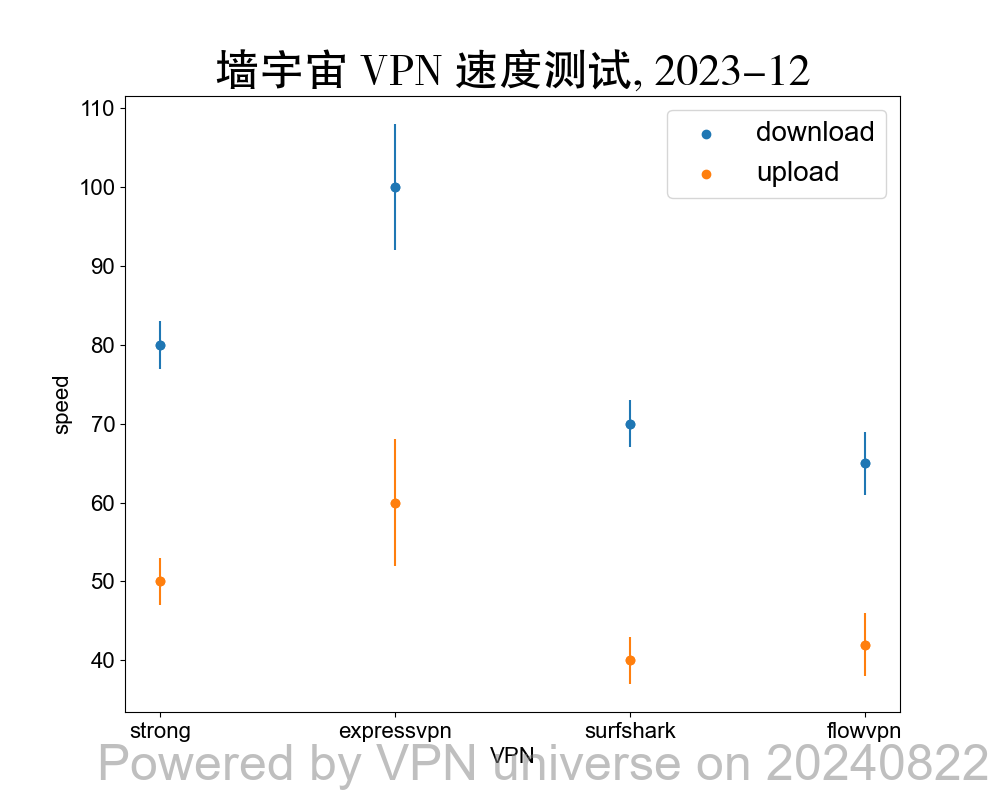 墙宇宙 VPN 速度测试, 2023-12
download
upload
110
100
90
80
70
60
50
40
speed
strong expressvpn surfshark flowvpn
VPN
Powered by VPN universe on 20240822